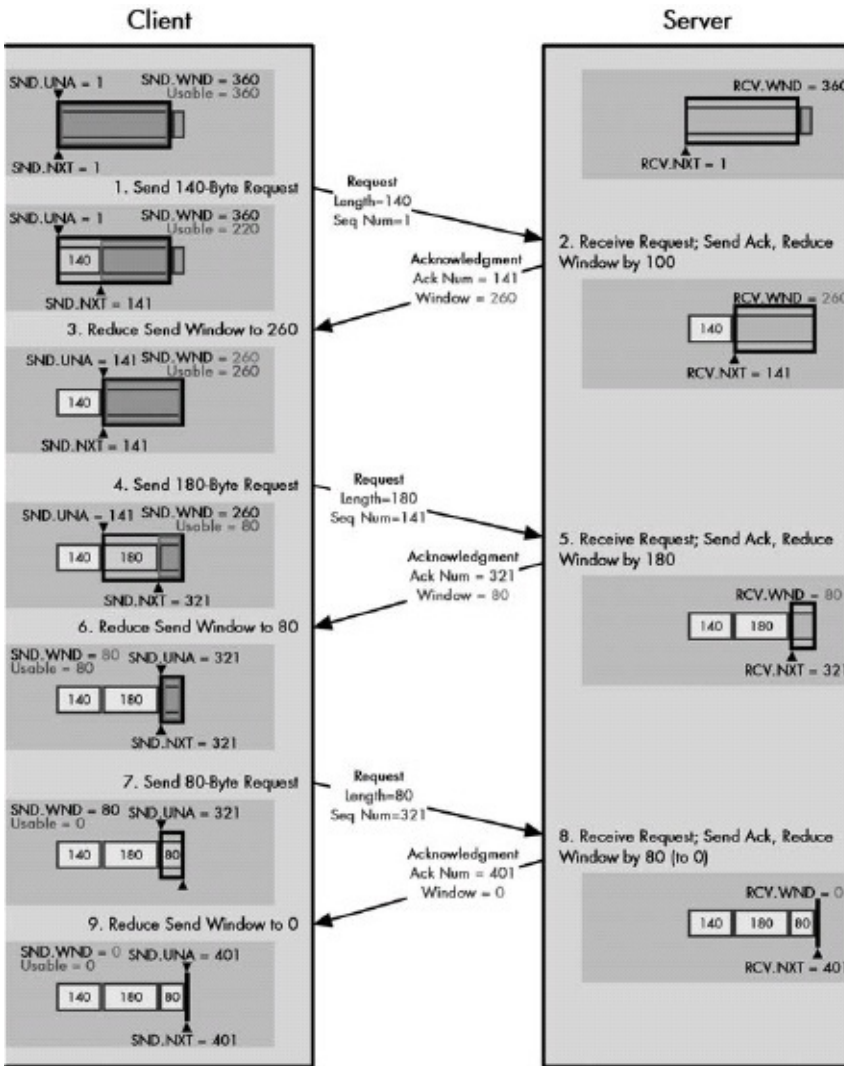 Client
Server
SND.UNA = 1
SND.WND = 360
Usable = 360
SND.NXT = 1
RCV.WND = 360
RCV.NXT = 1
1. Send 140-Byte Request
Request
Length=140
Seq Num=1
SND.UNA = 1
SND.WND = 360
Usable = 220
140
SND.NXT = 141
2. Receive Request; Send Ack, Reduce
Window by 100
Acknowledgment
Ack Num = 141
Window = 260
RCV.WND = 260
140
RCV.NXT = 141
3. Reduce Send Window to 260
SND.UNA = 141
SND.WND = 260
Usable = 260
140
SND.NXT = 141
4. Send 180-Byte Request
Request
Length=180
Seq Num=141
SND.UNA = 141
SND.WND = 260
Usable = 80
140
180
SND.NXT = 321
5. Receive Request; Send Ack, Reduce
Window by 180
Acknowledgment
Ack Num = 321
Window = 80
RCV.WND = 80
140
180
RCV.NXT = 321
6. Reduce Send Window to 80
SND.WND = 80
Usable = 80
SND.UNA = 321
140
180
SND.NXT = 321
7. Send 80-Byte Request
Request
Length=80
Seq Num=321
SND.WND = 80
Usable = 0
SND.UNA = 321
140
180
80
8. Receive Request; Send Ack, Reduce
Window by 80 (to 0)
Acknowledgment
Ack Num = 401
Window = 0
RCV.WND = 0
140
180
80
RCV.NXT = 401
9. Reduce Send Window to 0
SND.WND = 0
Usable = 0
SND.UNA = 401
140
180
80
SND.NXT = 401